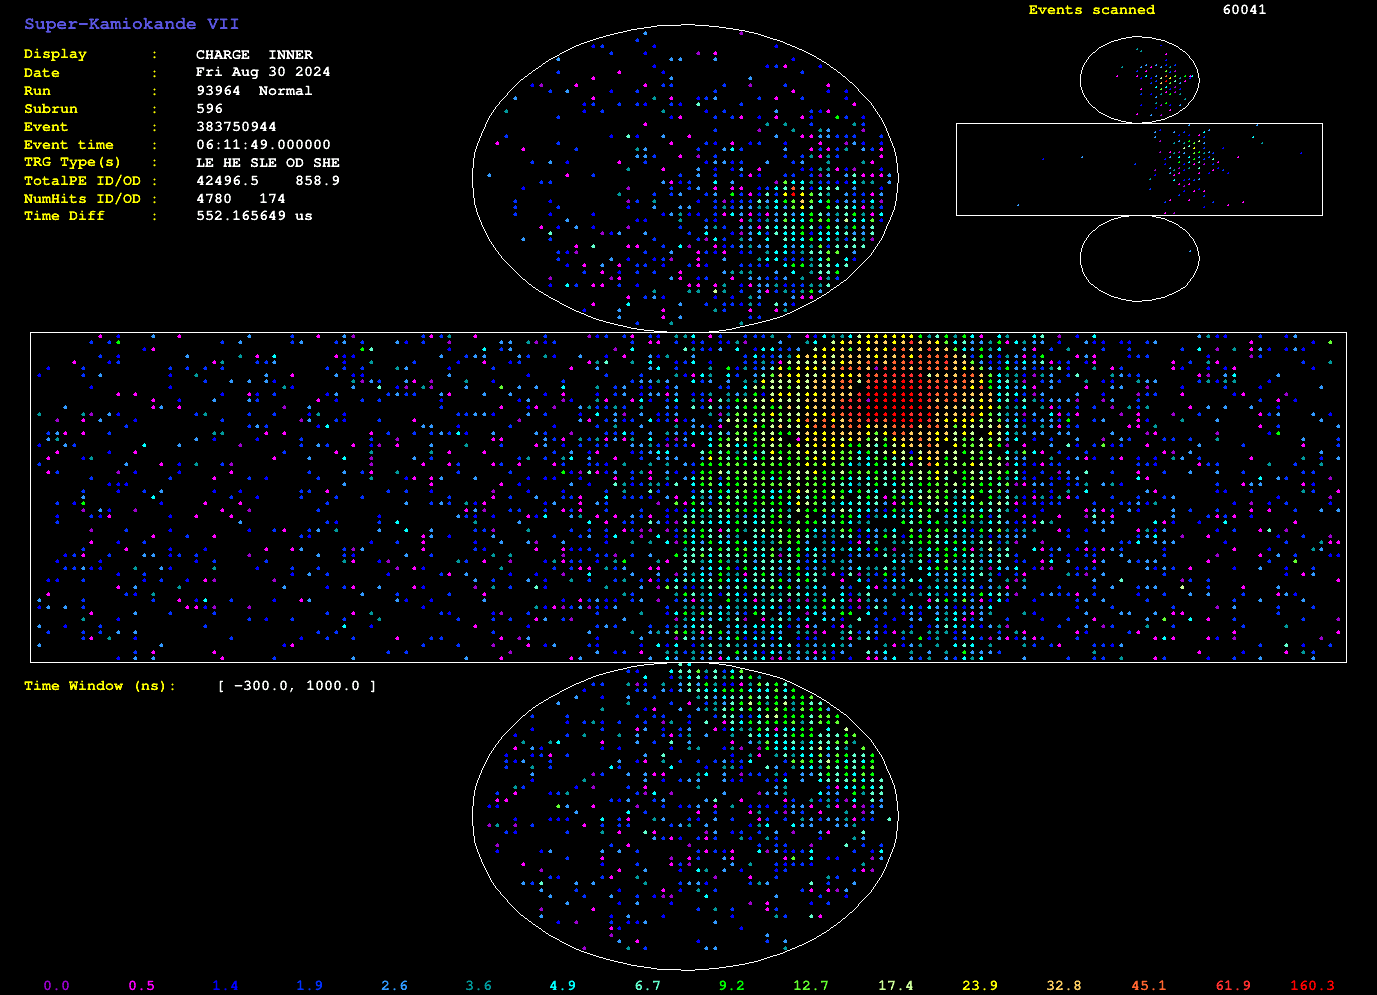 Super-Kamiokande VII
Events scanned 60041
Display : CHARGE INNER
Date : Fri Aug 30 2024
Run : 93964 Normal
Subrun : 596
Event : 383750944
Event time : 06:11:49.000000
TRG Type(s) : LE HE SLE OD SHE
TotalPE ID/OD : 42496.5 858.9
NumHits ID/OD : 4780 174
Time Diff : 552.165649 us
Time Window (ns): [ -300.0, 1000.0 ]
0.0 0.5 1.4 1.9 2.6 3.6 4.9 6.7 9.2 12.7 17.4 23.9 32.8 45.1 61.9 160.3